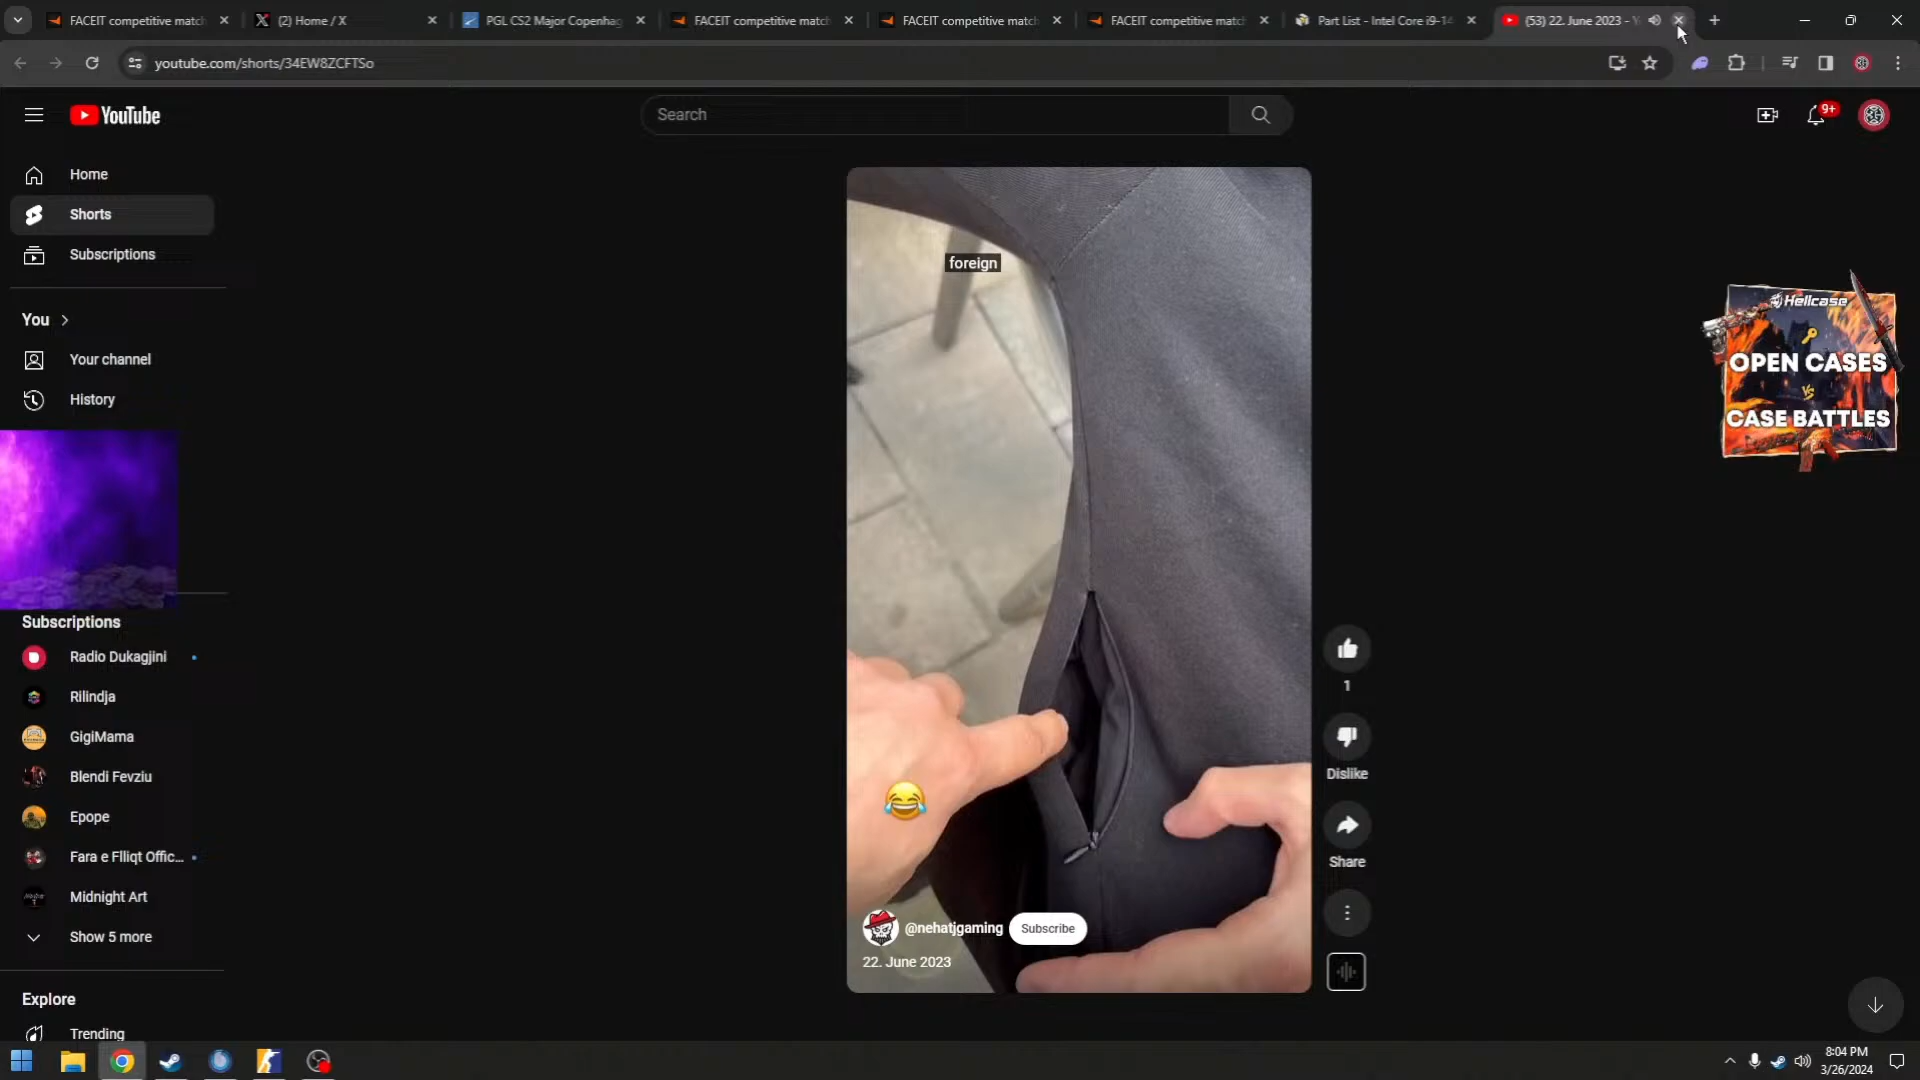 FACEIT competitive match
(2) Home / X
PGL CS2 Major Copenhag
FACEIT competitive match
FACEIT competitive match
FACEIT competitive match
Part List - Intel Core i9-14
(53) 22. June 2023 - Y
youtube.com/shorts/34EW8ZCFTSo
YouTube
Search
9+
Home
Shorts
Subscriptions
You
Your channel
History
Subscriptions
Radio Dukagjini
Rilindja
GigiMama
Blendi Fevziu
Epope
Fara e Flliqt Offic...
Midnight Art
Show 5 more
Explore
Trending
foreign
@nehatjgaming
Subscribe
22. June 2023
1
Dislike
Share
Hellcase
OPEN CASES
VS
CASE BATTLES
8:04 PM
3/26/2024